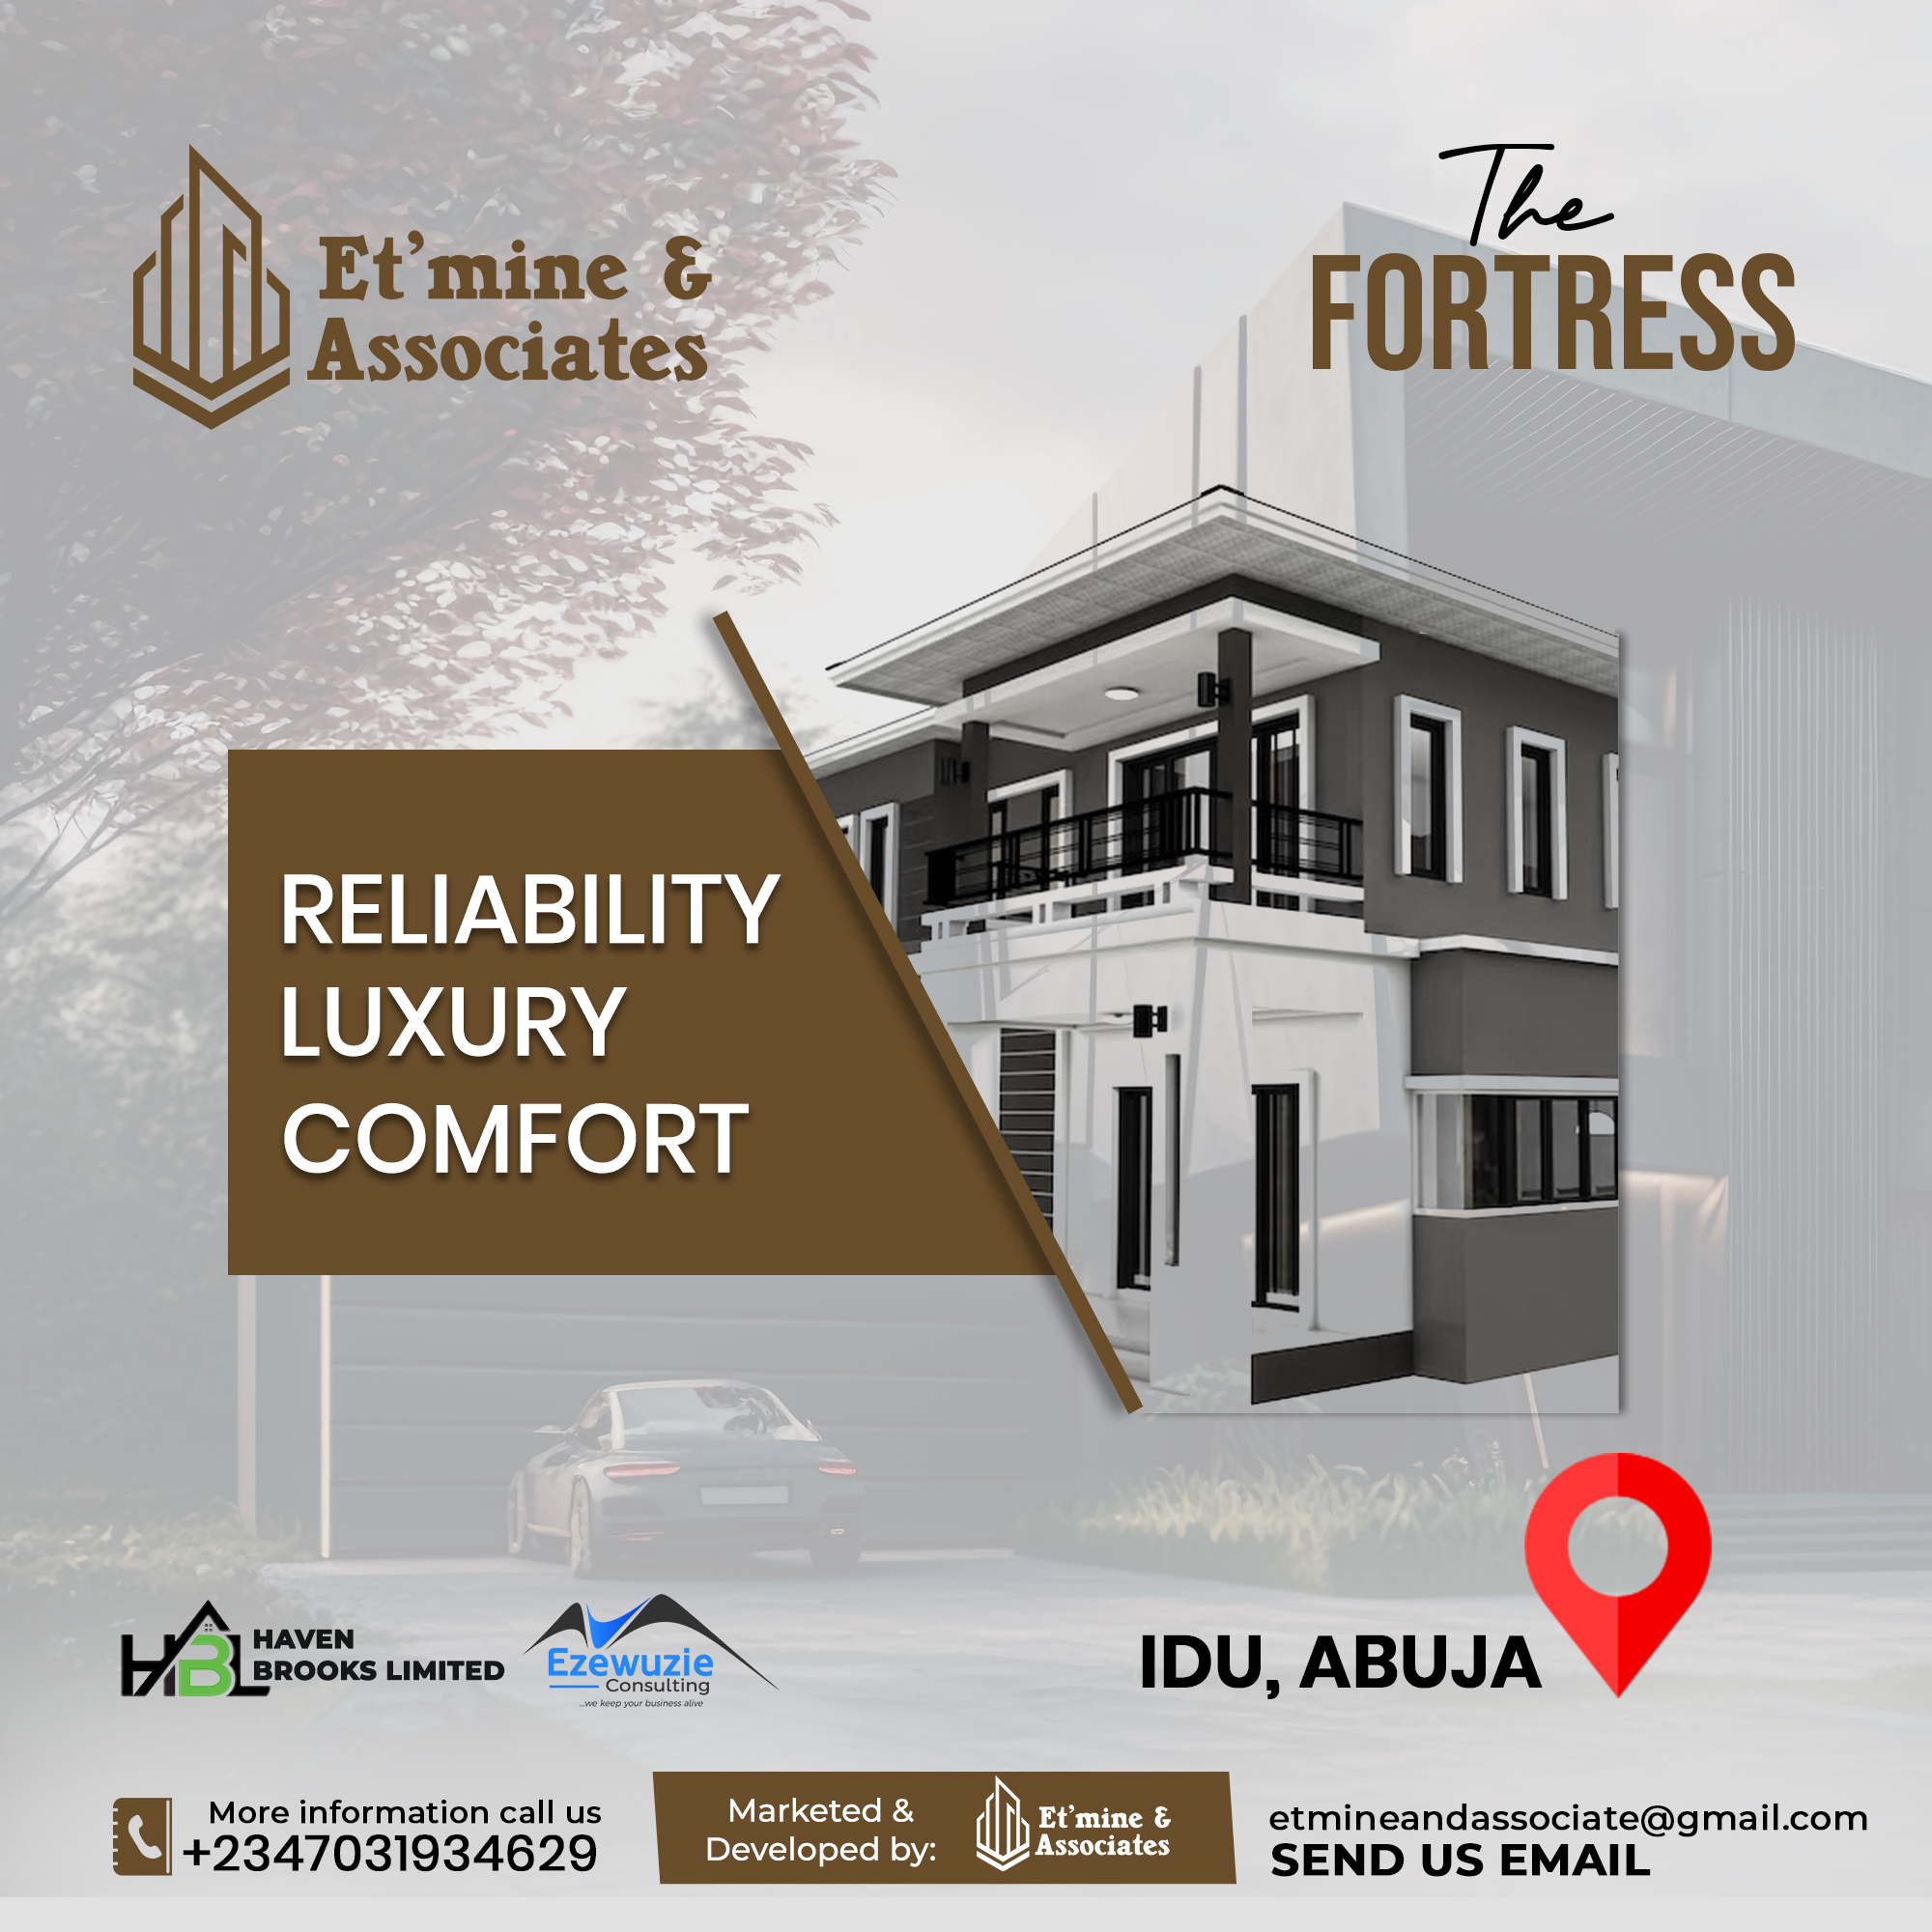 Et’mine &
Associates
The
FORTRESS
RELIABILITY
LUXURY
COMFORT
HBL
HAVEN
BROOKS LIMITED
Ezewuzie
Consulting
...we keep your business alive
IDU, ABUJA
More information call us
+2347031934629
Marketed &
Developed by:
Et’mine &
Associates
etmineandassociate@gmail.com
SEND US EMAIL